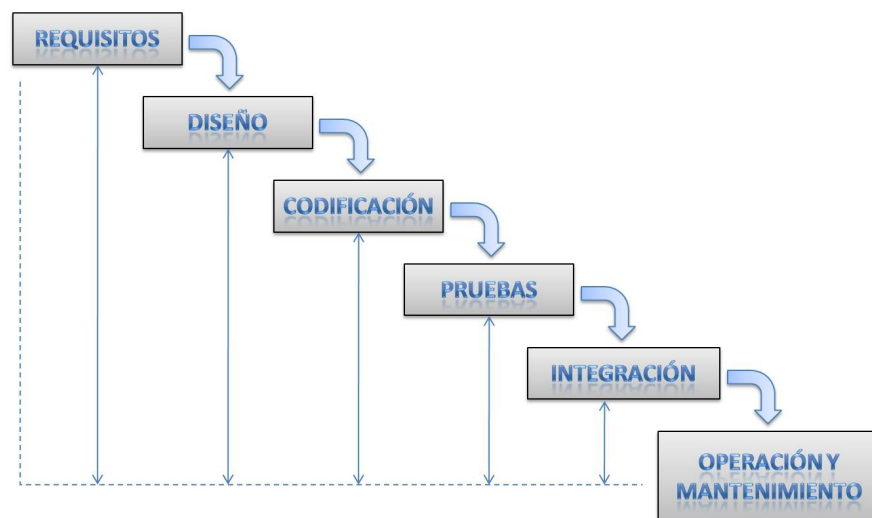 REQUISITOS
DISEÑO
CODIFICACIÓN
PRUEBAS
INTEGRACIÓN
OPERACIÓN Y
MANTENIMIENTO